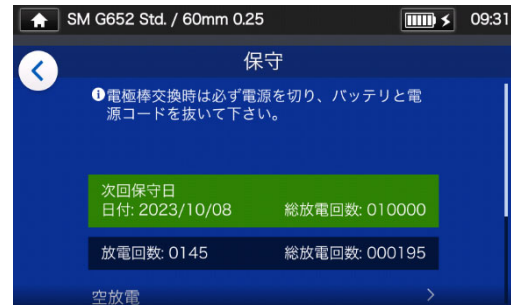 SM G652 Std. / 60mm 0.25
09:31
保守
電極棒交換時は必ず電源を切り、バッテリと電
源コードを抜いて下さい。
次回保守日
日付: 2023/10/08 総放電回数: 010000
放電回数: 0145 総放電回数: 000195
空放電